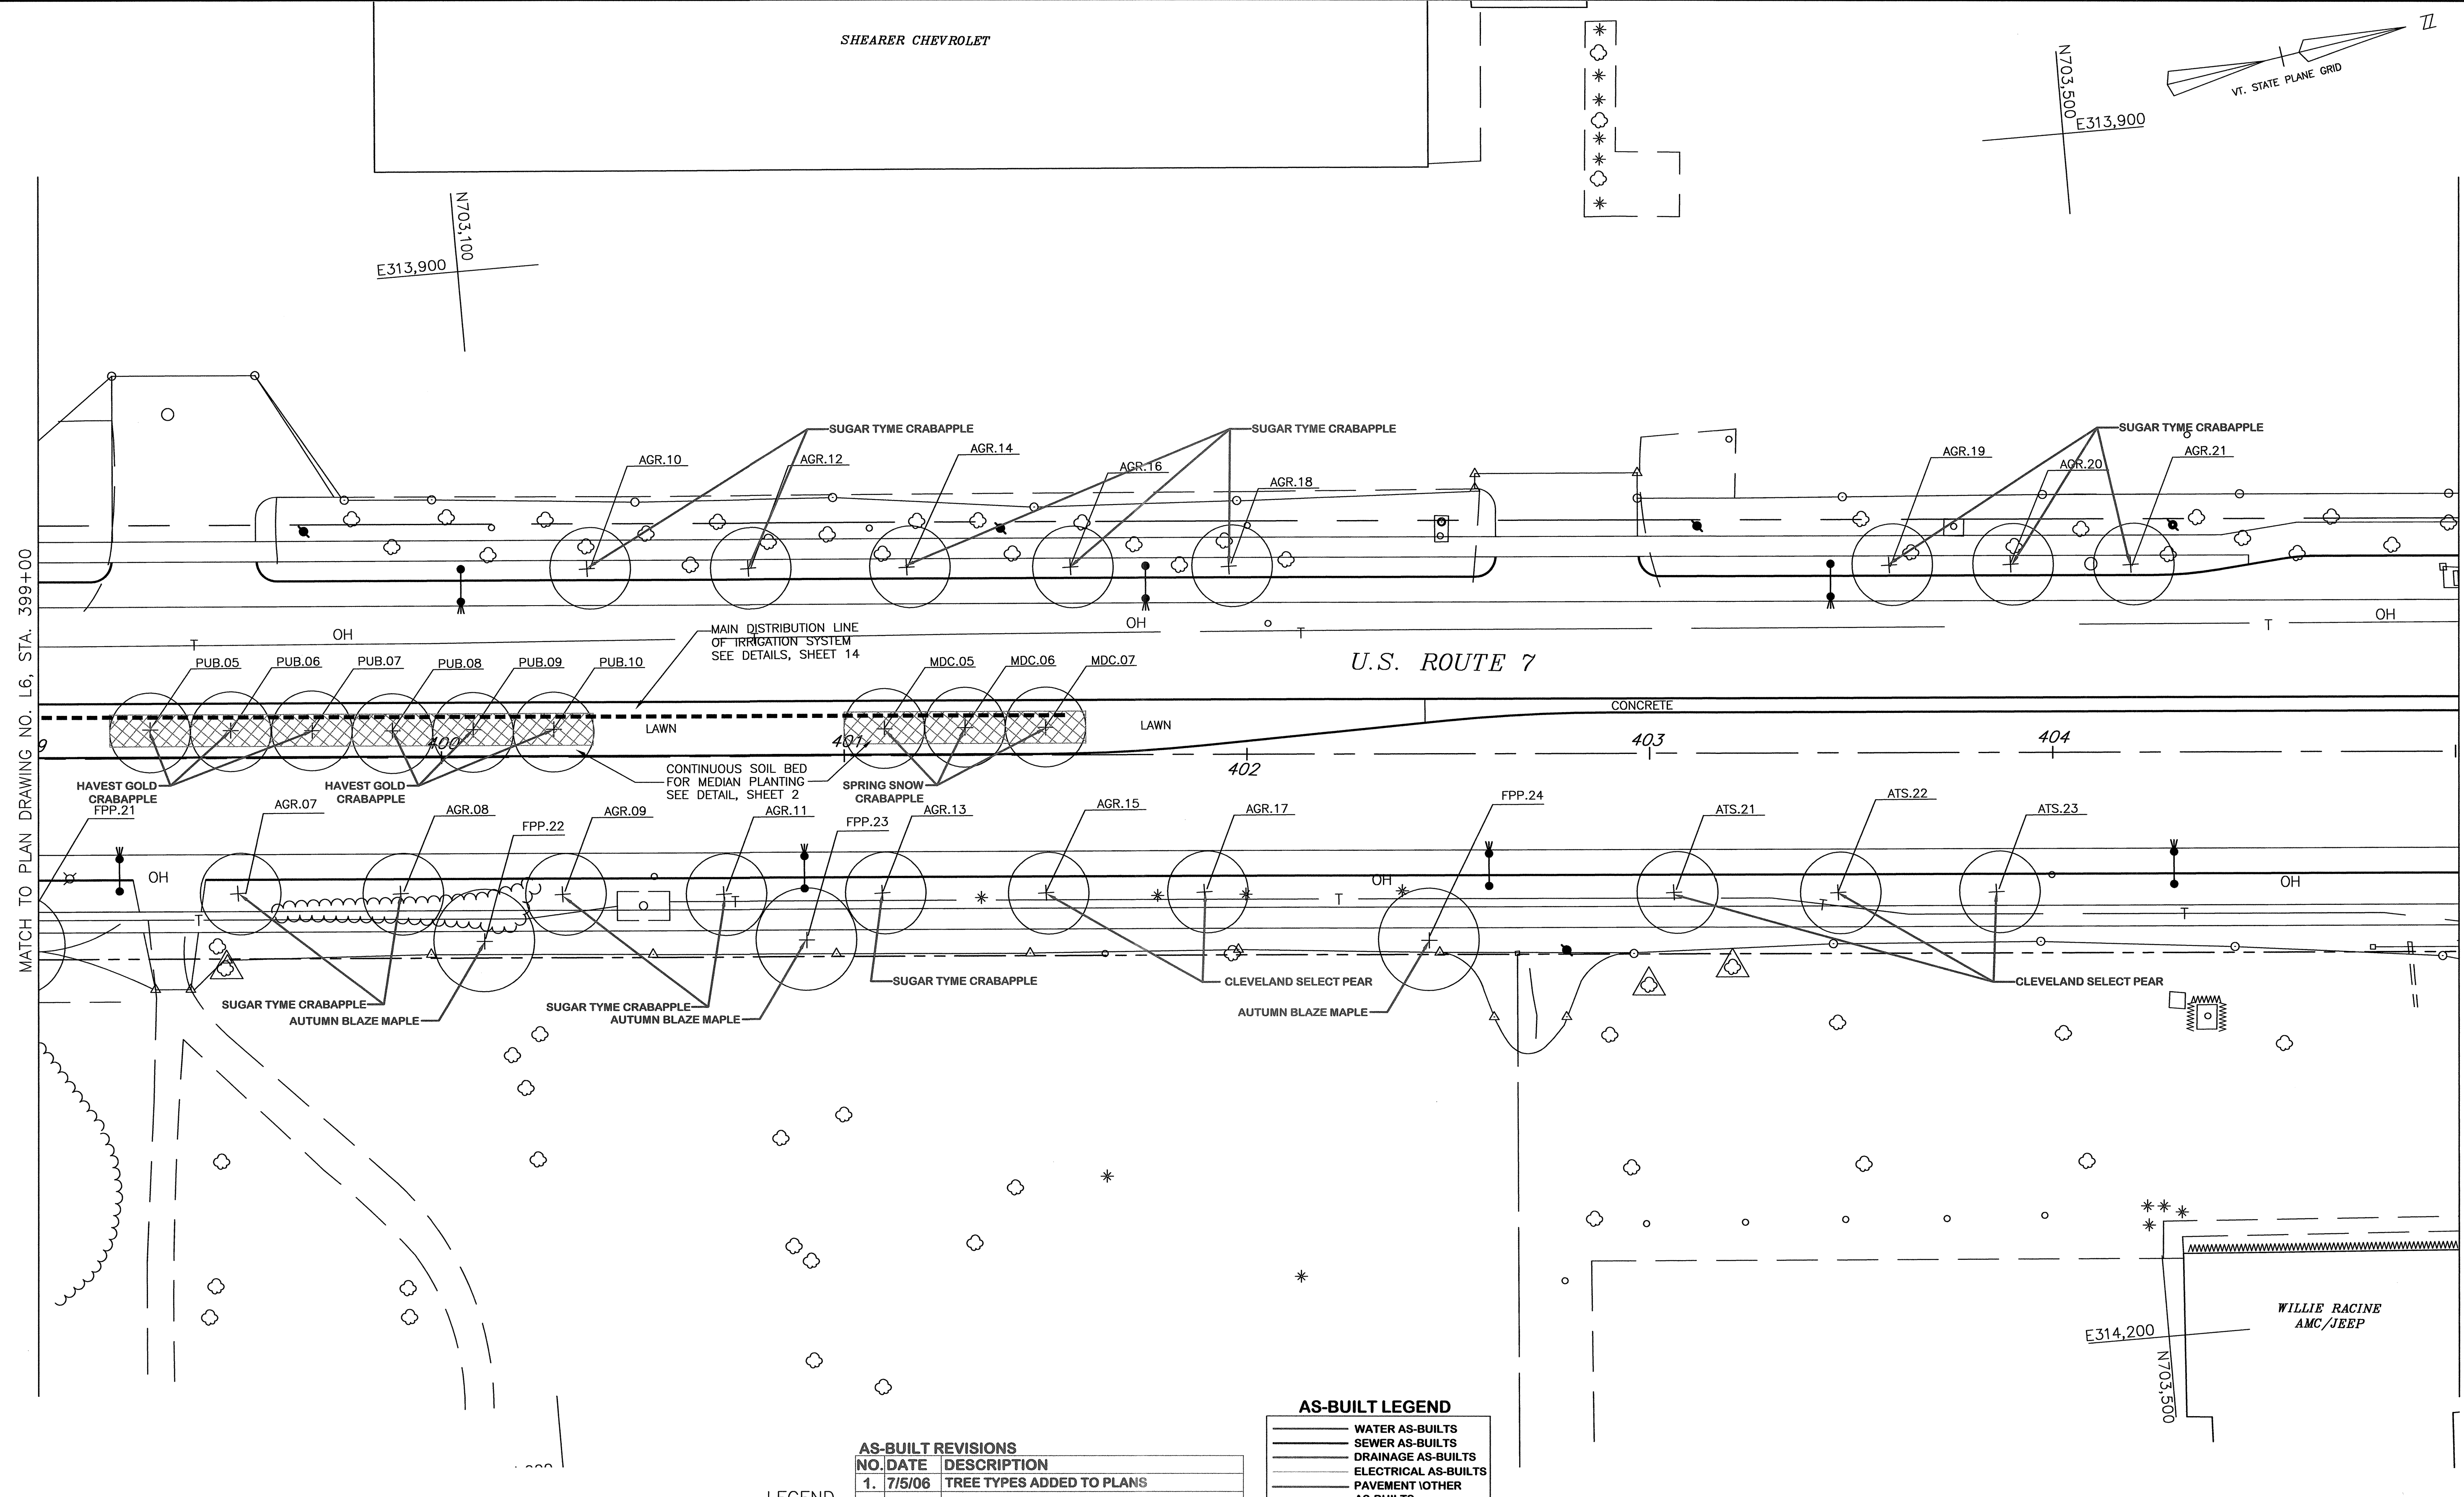 SHEARER CHEVROLET
N703,500
E313,900
VT. STATE PLANE GRID
N
N703,100
E313,900
MATCH TO PLAN DRAWING NO. L6, STA. 399+00
SUGAR TYME CRABAPPLE
SUGAR TYME CRABAPPLE
SUGAR TYME CRABAPPLE
AGR.10
AGR.12
AGR.14
AGR.16
AGR.18
AGR.19
AGR.20
AGR.21
OH
T
MAIN DISTRIBUTION LINE
OF IRRIGATION SYSTEM
SEE DETAILS, SHEET 14
T
OH
T
T
OH
U.S. ROUTE 7
PUB.05
PUB.06
PUB.07
PUB.08
PUB.09
PUB.10
MDC.05
MDC.06
MDC.07
LAWN
LAWN
CONCRETE
9
400
401
402
403
404
HAVEST GOLD
CRABAPPLE
HAVEST GOLD
CRABAPPLE
CONTINUOUS SOIL BED
FOR MEDIAN PLANTING
SEE DETAIL, SHEET 2
SPRING SNOW
CRABAPPLE
FPP.21
AGR.07
AGR.08
FPP.22
AGR.09
AGR.11
FPP.23
AGR.13
AGR.15
AGR.17
FPP.24
ATS.21
ATS.22
ATS.23
OH
OH
OH
T
T
T
T
T
SUGAR TYME CRABAPPLE
AUTUMN BLAZE MAPLE
SUGAR TYME CRABAPPLE
AUTUMN BLAZE MAPLE
SUGAR TYME CRABAPPLE
CLEVELAND SELECT PEAR
AUTUMN BLAZE MAPLE
CLEVELAND SELECT PEAR
WILLIE RACINE
AMC/JEEP
E314,200
N703,500
AS-BUILT LEGEND
WATER AS-BUILTS
SEWER AS-BUILTS
DRAINAGE AS-BUILTS
ELECTRICAL AS-BUILTS
PAVEMENT \OTHER
AS-BUILTS
AS-BUILT REVISIONS
NO. DATE DESCRIPTION
1. 7/5/06 TREE TYPES ADDED TO PLANS
LEGEND